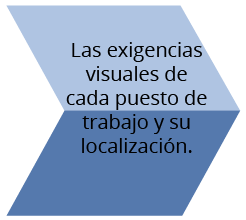 Las exigencias
visuales de
cada puesto de
trabajo y su
localización.